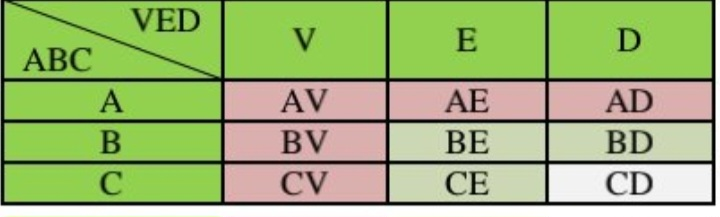 VED
ABC V E D
A AV AE AD
B BV BE BD
C CV CE CD